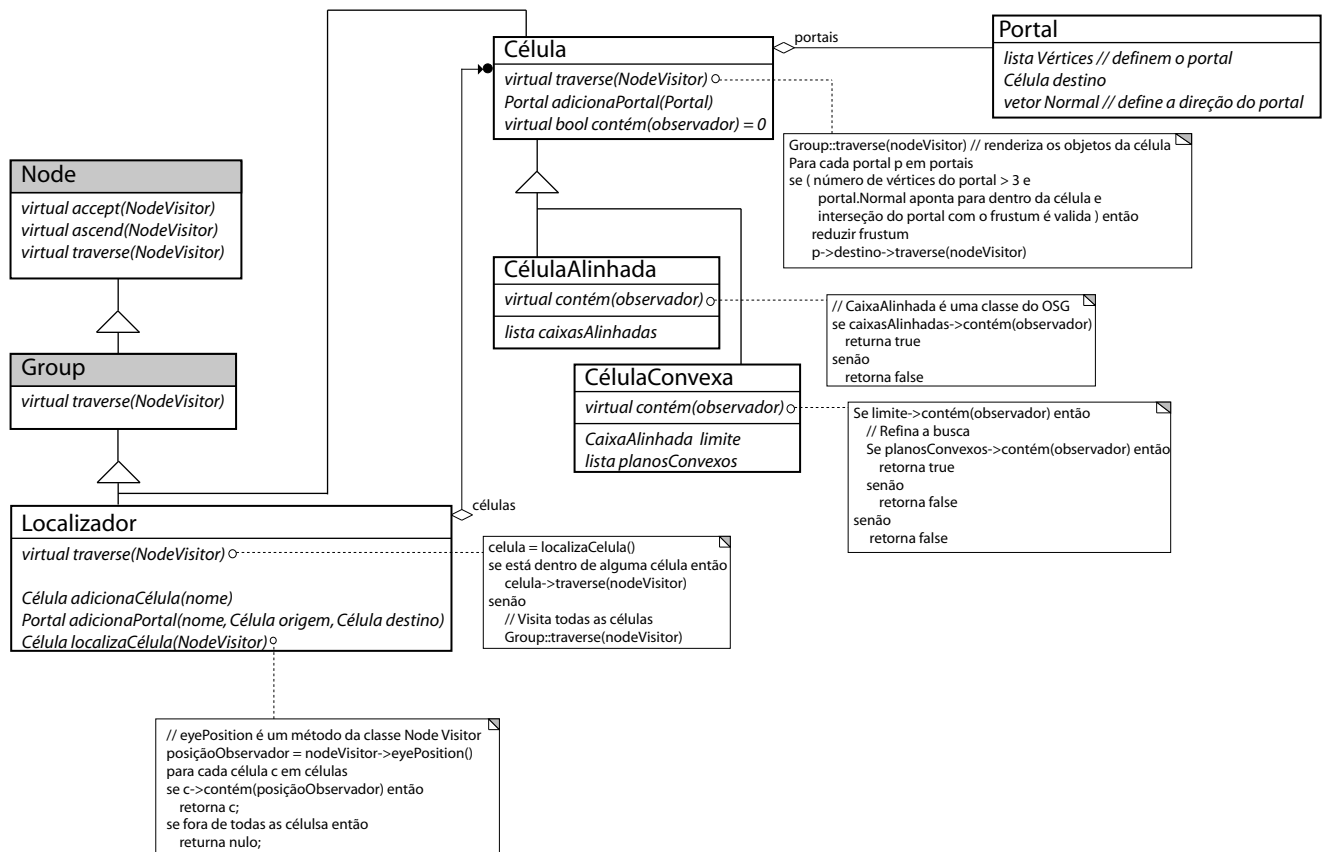 Célula
virtual traverse(NodeVisitor)
Portal adicionaPortal(Portal)
virtual bool contém(observador) = 0
portais
Portal
lista Vértices // definem o portal
Célula destino
vetor Normal // define a direção do portal
Group::traverse(nodeVisitor) // renderiza os objetos da célula
Para cada portal p em portais
se ( número de vértices do portal > 3 e
portal.Normal aponta para dentro da célula e
interseção do portal com o frustum é valida ) então
reduzir frustum
p->destino->traverse(nodeVisitor)
Node
virtual accept(NodeVisitor)
virtual ascend(NodeVisitor)
virtual traverse(NodeVisitor)
Group
virtual traverse(NodeVisitor)
CélulaAlinhada
virtual contém(observador)
lista caixasAlinhadas
// CaixaAlinhada é uma classe do OSG
se caixasAlinhadas->contém(observador)
returna true
senão
retorna false
CélulaConvexa
virtual contém(observador)
CaixaAlinhada limite
lista planosConvexos
Se limite->contém(observador) então
// Refina a busca
Se planosConvexos->contém(observador) então
retorna true
senão
retorna false
senão
retorna false
Localizador
virtual traverse(NodeVisitor)
Célula adicionaCélula(nome)
Portal adicionaPortal(nome, Célula origem, Célula destino)
Célula localizaCélula(NodeVisitor)
células
celula = localizaCelula()
se está dentro de alguma célula então
celula->traverse(nodeVisitor)
senão
// Visita todas as células
Group::traverse(nodeVisitor)
// eyePosition é um método da classe Node Visitor
posiçãoObservador = nodeVisitor->eyePosition()
para cada célula c em células
se c->contém(posiçãoObservador) então
retorna c;
se fora de todas as célulsa então
returna nulo;